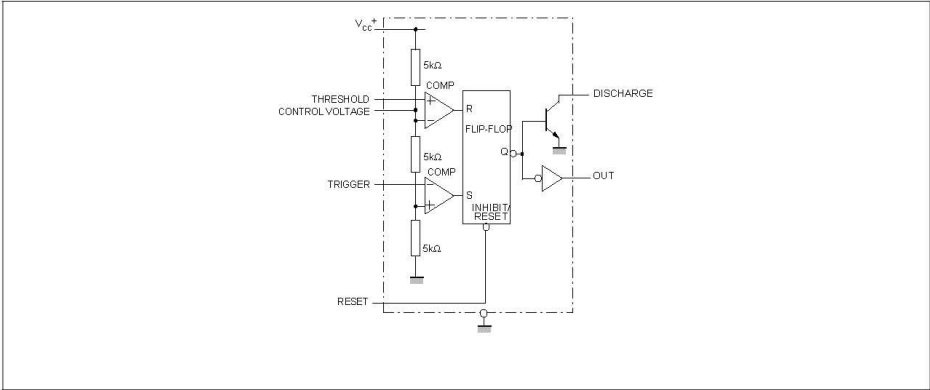 VCC+
5kΩ
COMP
THRESHOLD
CONTROL VOLTAGE
+
-
R
FLIP-FLOP
Q
DISCHARGE
5kΩ
COMP
TRIGGER
-
+
S
INHIBIT/
RESET
OUT
5kΩ
RESET